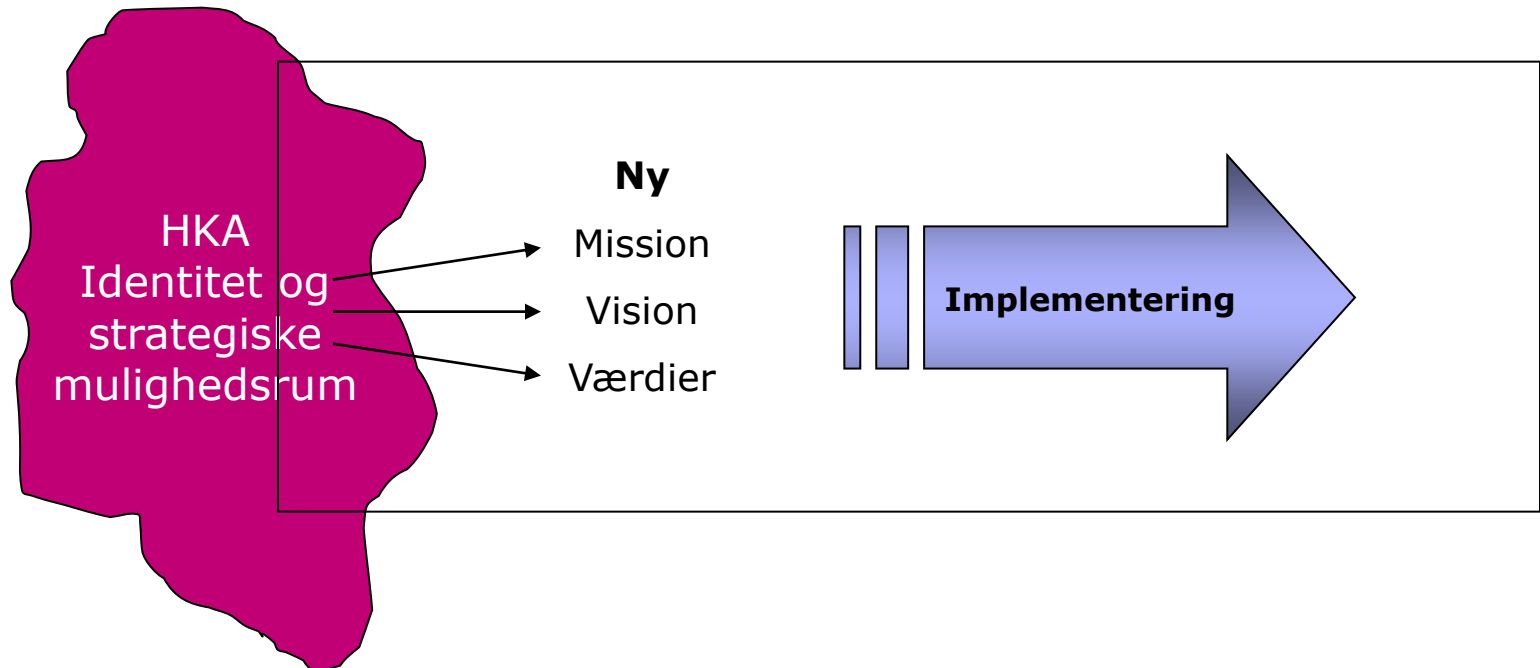 HKA
Identitet og
strategiske
mulighedsrum
Ny
Mission
Vision
Værdier
Implementering